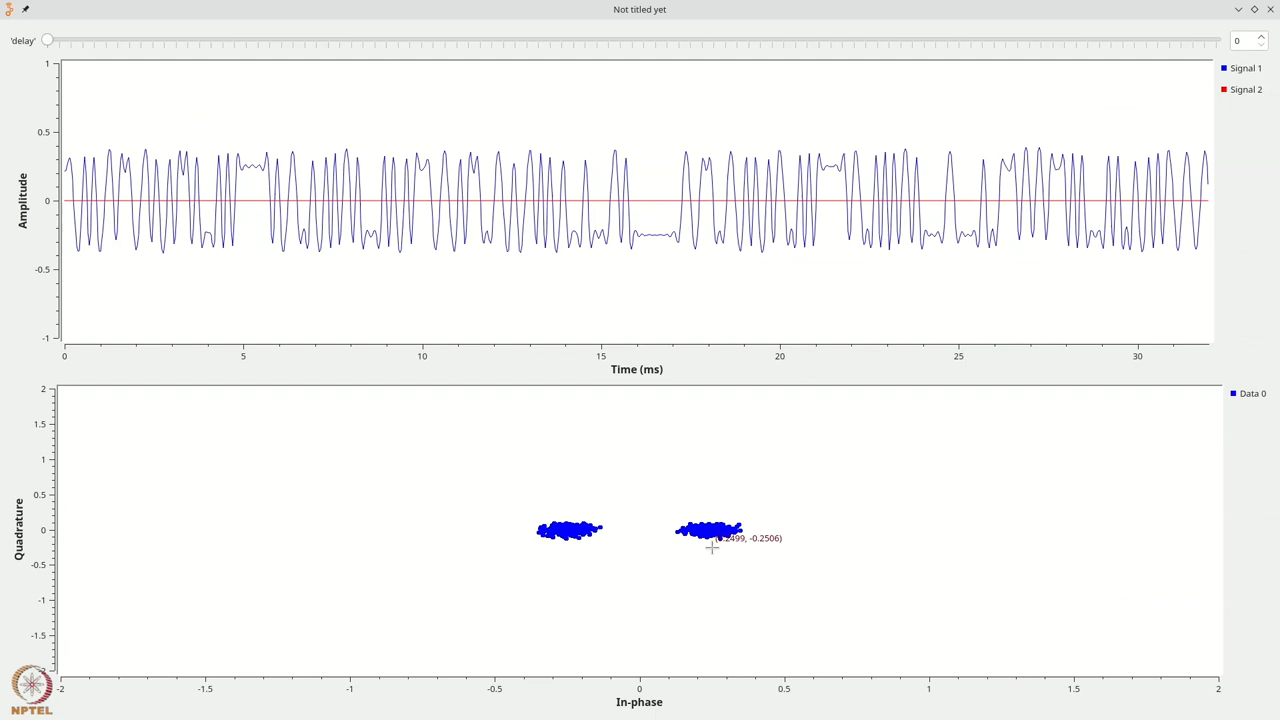 Not titled yet
'delay'
0
1
0.5
0
-0.5
-1
Amplitude
Signal 1
Signal 2
0 5 10 15 20 25 30
Time (ms)
2
1.5
1
0.5
0
-0.5
-1
-1.5
Quadrature
Data 0
-0.2506)
-2 -1.5 -1 -0.5 0 0.5 1 1.5 2
In-phase
NPTEL